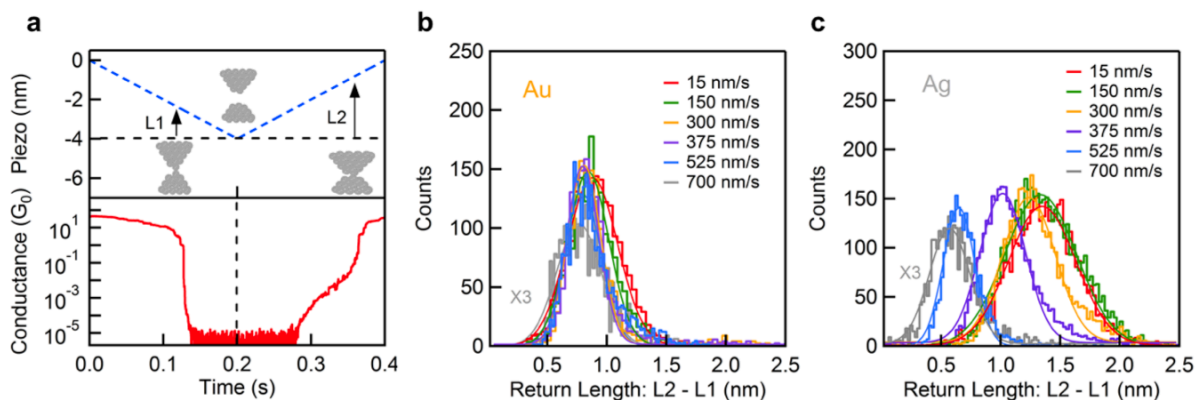 a
0
-2
-4
-6
Piezo (nm)
L1
L2
10¹
10⁻¹
10⁻³
10⁻⁵
Conductance (G₀)
0.0 0.1 0.2 0.3 0.4
Time (s)
b
250
200
150
100
50
0
Counts
Au
15 nm/s
150 nm/s
300 nm/s
375 nm/s
525 nm/s
700 nm/s
X3
0.5 1.0 1.5 2.0 2.5
Return Length: L2 - L1 (nm)
c
300
250
200
150
100
50
0
Counts
Ag
15 nm/s
150 nm/s
300 nm/s
375 nm/s
525 nm/s
700 nm/s
X3
0.5 1.0 1.5 2.0 2.5
Return Length: L2 - L1 (nm)